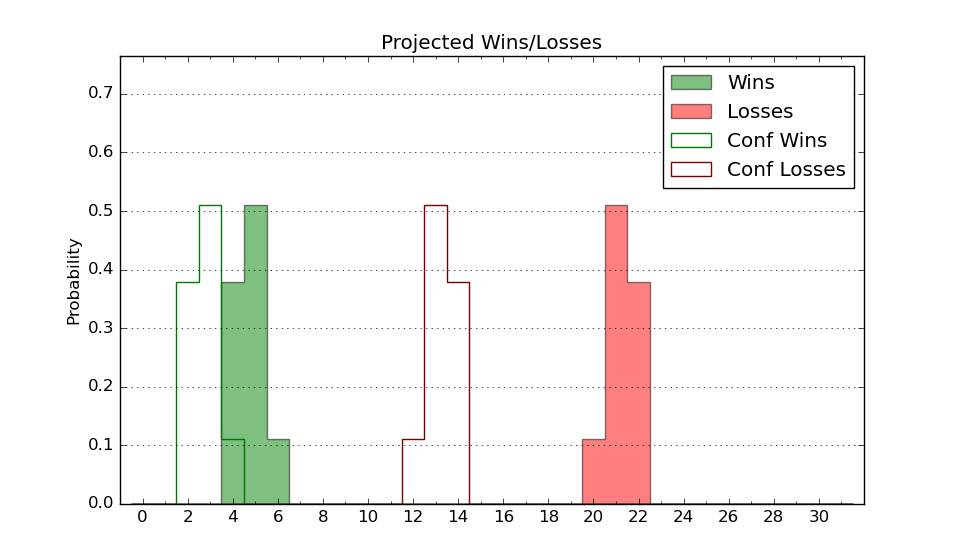 Projected Wins/Losses
Wins
Losses
Conf Wins
Conf Losses
Probability
0.7
0.6
0.5
0.4
0.3
0.2
0.1
0.0
0 2 4 6 8 10 12 14 16 18 20 22 24 26 28 30